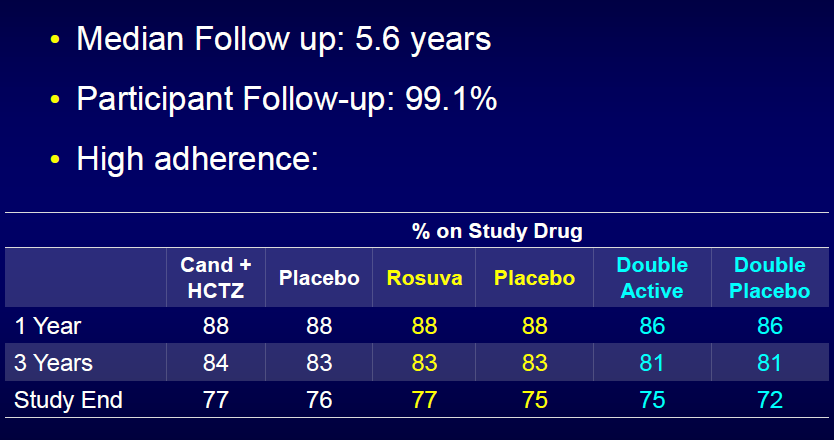 • Median Follow up: 5.6 years
• Participant Follow-up: 99.1%
• High adherence:
% on Study Drug
Cand + HCTZ Placebo Rosuva Placebo Double Active Double Placebo
1 Year 88 88 88 88 86 86
3 Years 84 83 83 83 81 81
Study End 77 76 77 75 75 72